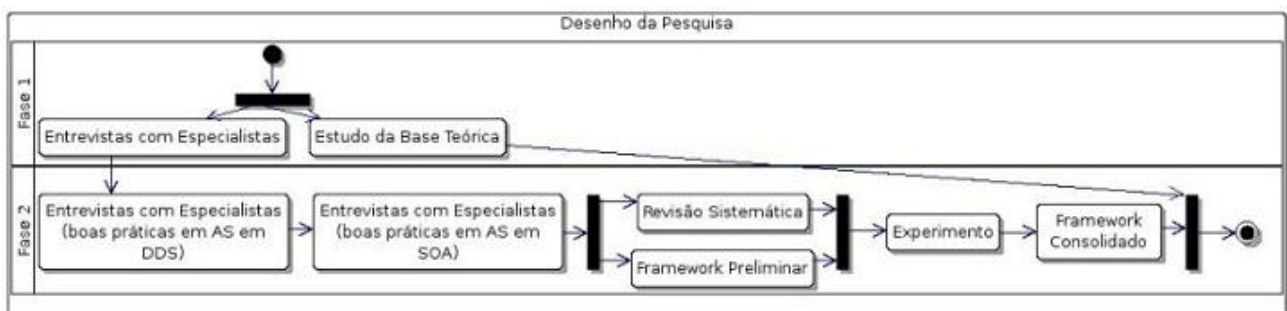 Desenho da Pesquisa
Fase 1
Entrevistas com Especialistas
Estudo da Base Teórica
Fase 2
Entrevistas com Especialistas
(boas práticas em AS em
DDS)
Entrevistas com Especialistas
(boas práticas em AS em
SOA)
Revisão Sistemática
Framework Preliminar
Experimento
Framework
Consolidado